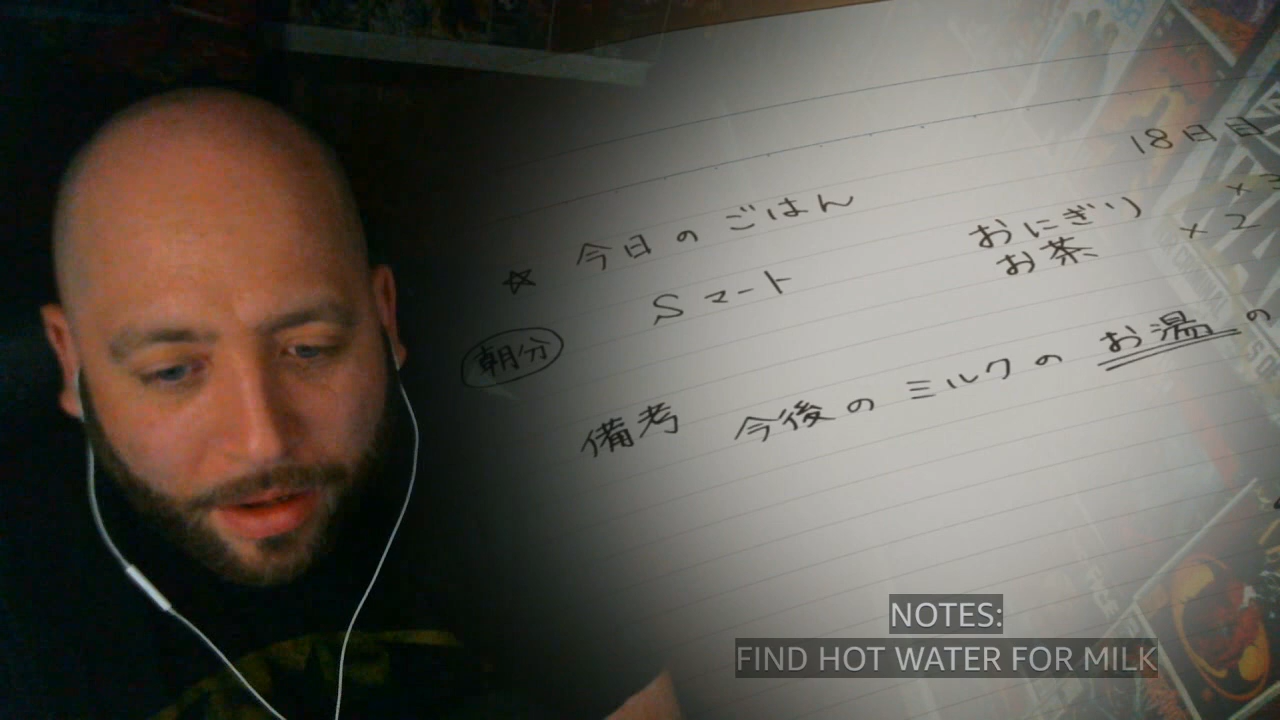 18日目
☆ 今日のごはん
朝分 Sマート おにぎり ×3
お茶 ×2
備考 今後のミルクのお湯の
NOTES:
FIND HOT WATER FOR MILK